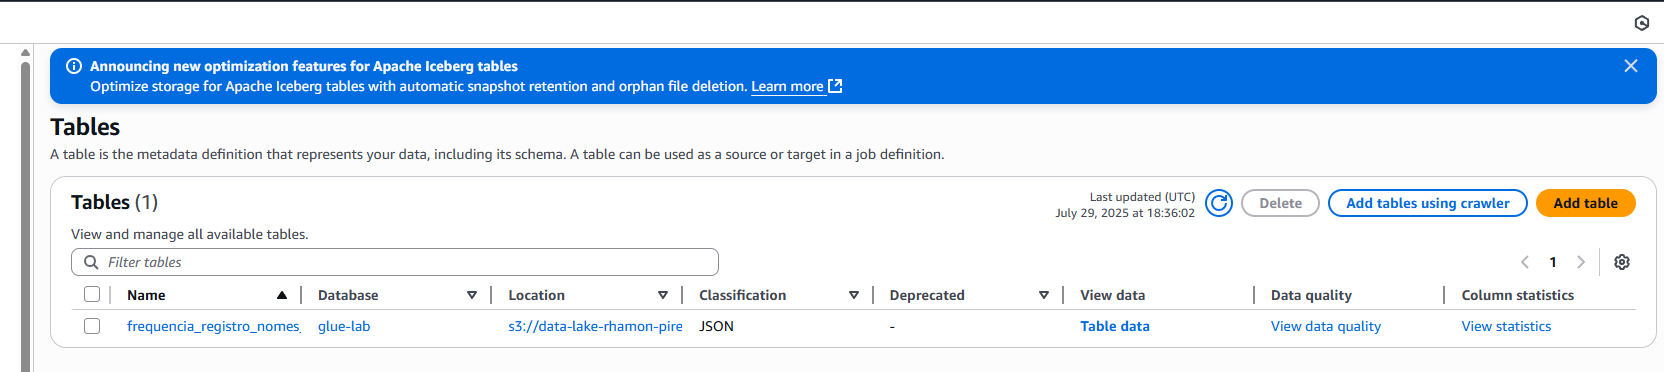 Announcing new optimization features for Apache Iceberg tables
Optimize storage for Apache Iceberg tables with automatic snapshot retention and orphan file deletion. Learn more
Tables
A table is the metadata definition that represents your data, including its schema. A table can be used as a source or target in a job definition.
Tables (1)
Last updated (UTC)
July 29, 2025 at 18:36:02
Delete
Add tables using crawler
Add table
View and manage all available tables.
Filter tables
1
Name Database Location Classification Deprecated View data Data quality Column statistics
frequencia_registro_nomes_ glue-lab s3://data-lake-rhamon-pire JSON - Table data View data quality View statistics